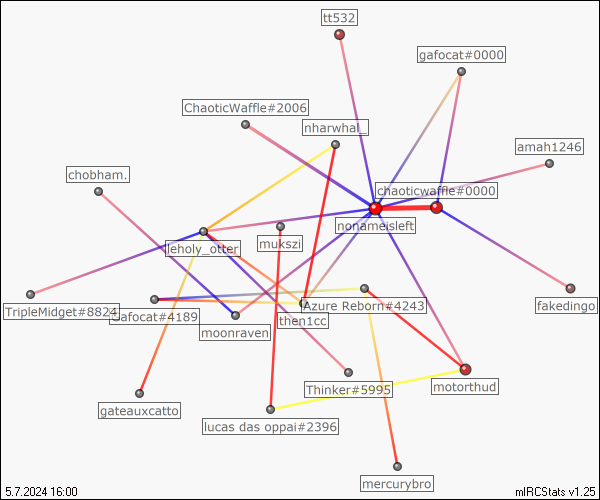 tt532
gafocat#0000
ChaoticWaffle#2006
nharwhal_
amah1246
chobham.
chaoticwaffle#0000
nonameisleft
leholy_otter
mukszi
TripleMidget#8824
Gafocat#4189
Azure Reborn#4243
fakedingo
moonraven
then1cc
Thinker#5995
motorthud
gateauxcatto
lucas das oppai#2396
mercurybro
5.7.2024 16:00
mIRCStats v1.25